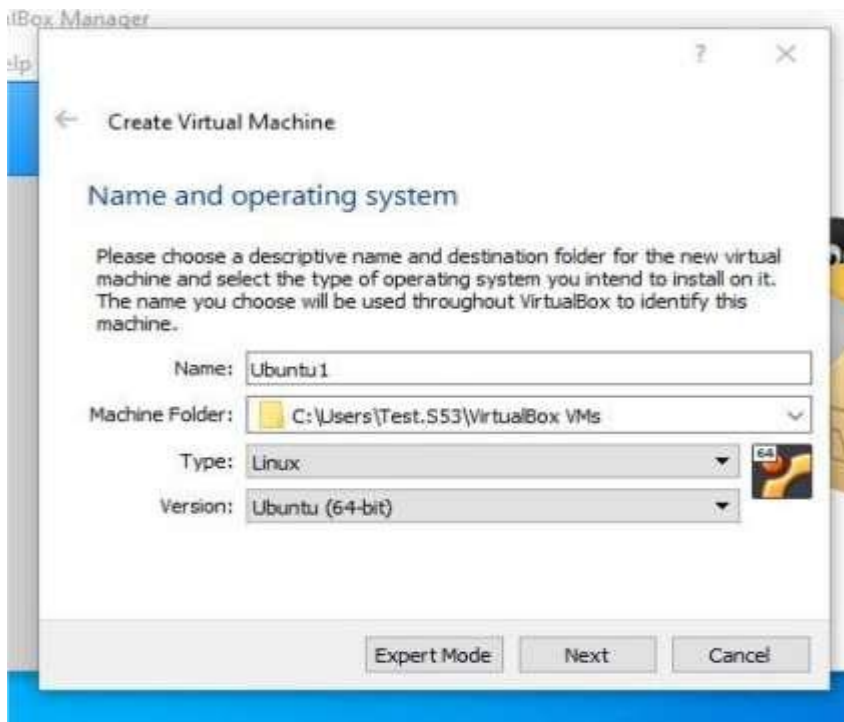 Box Manager
?
Create Virtual Machine
Name and operating system
Please choose a descriptive name and destination folder for the new virtual
machine and select the type of operating system you intend to install on it.
The name you choose will be used throughout VirtualBox to identify this
machine.
Name: Ubuntu1
Machine Folder: C:\Users\Test.S53\VirtualBox VMs
Type: Linux
64
Version: Ubuntu (64-bit)
Expert Mode Next Cancel